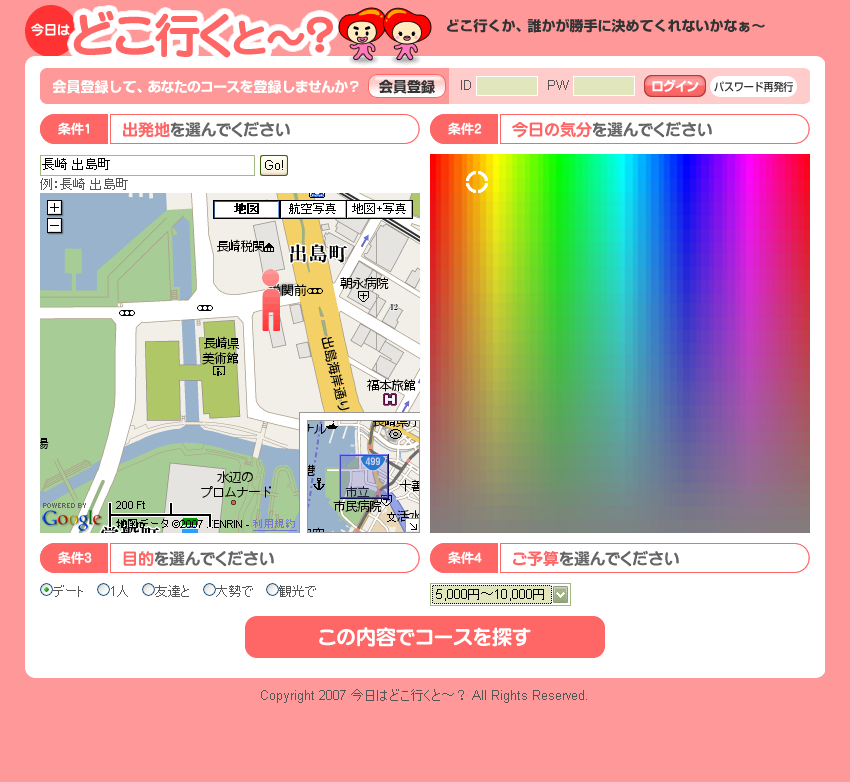 今日は どこ行くと〜?
どこ行くか、誰かが勝手に決めてくれないかなぁ〜
会員登録して、あなたのコースを登録しませんか? 会員登録 ID PW ログイン パスワード再発行
条件1 出発地を選んでください
条件2 今日の気分を選んでください
長崎 出島町 Go!
例:長崎 出島町
+
−
地図 航空写真 地図+写真
長崎税関
出島町
関前
朝永病院
12
長崎県
美術館
出島海岸通り
福本旅館
水辺の
プロムナード
499
市立
市民病院
POWERED BY
Google
200 Ft
地図データ ©2007 ZENRIN - 利用規約
条件3 目的を選んでください
条件4 ご予算を選んでください
デート 1人 友達と 大勢で 観光で
5,000円〜10,000円
この内容でコースを探す
Copyright 2007 今日はどこ行くと〜? All Rights Reserved.